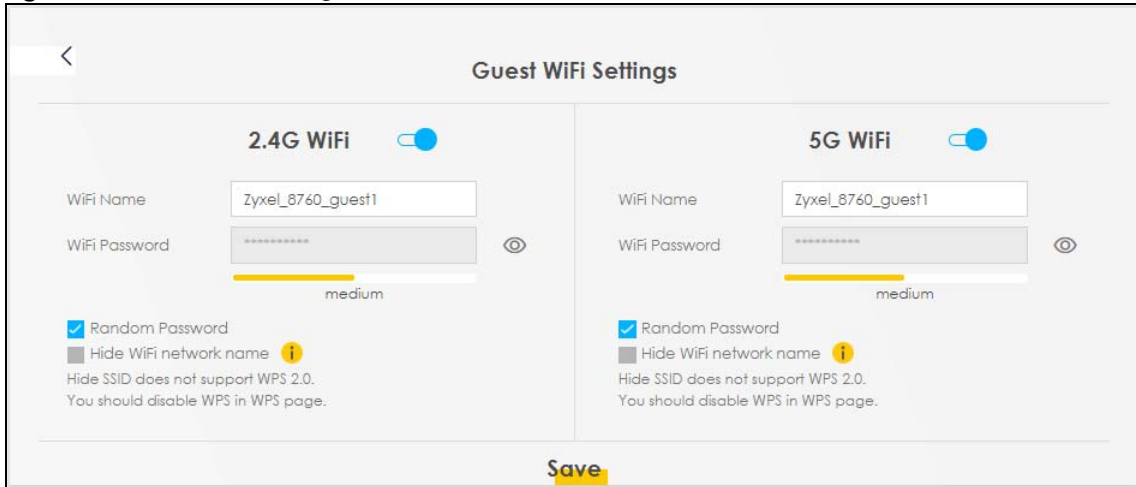 Guest WiFi Settings
2.4G WiFi
WiFi Name
Zyxel_8760_guest1
WiFi Password
**********
medium
Random Password
Hide WiFi network name i
Hide SSID does not support WPS 2.0.
You should disable WPS in WPS page.
5G WiFi
WiFi Name
Zyxel_8760_guest1
WiFi Password
**********
medium
Random Password
Hide WiFi network name i
Hide SSID does not support WPS 2.0.
You should disable WPS in WPS page.
Save